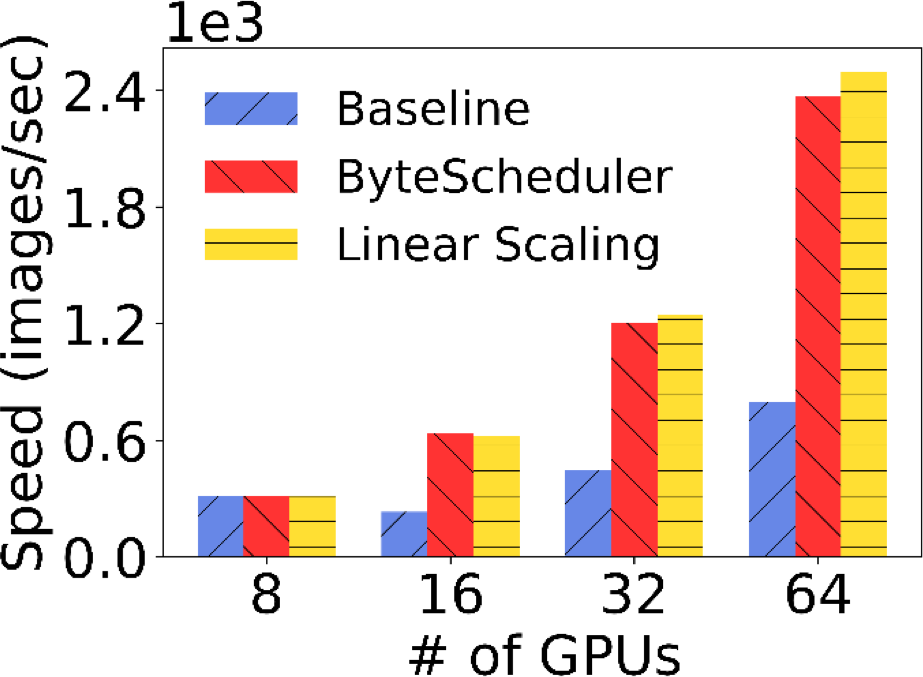 1e3
Speed (images/sec)
2.4
1.8
1.2
0.6
0.0
Baseline
ByteScheduler
Linear Scaling
8 16 32 64
# of GPUs